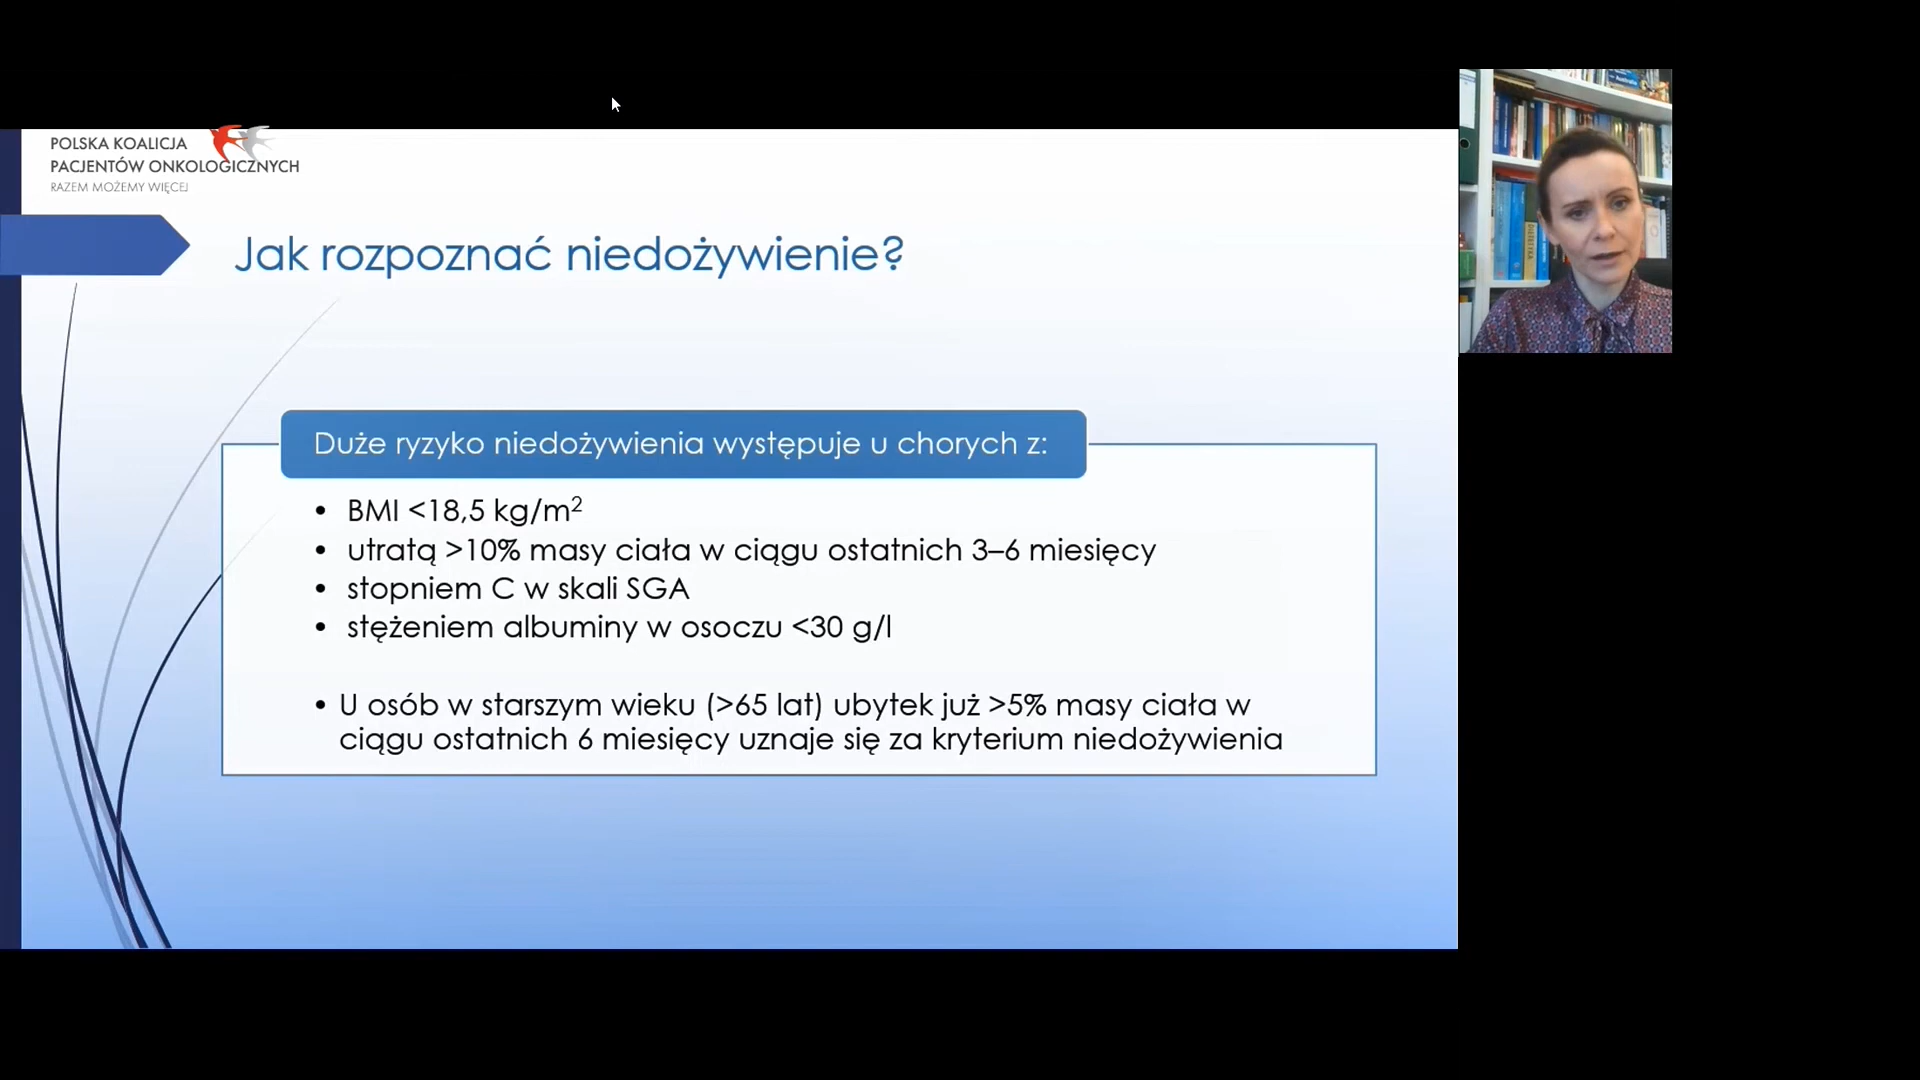 POLSKA KOALICJA
PACJENTÓW ONKOLOGICZNYCH
RAZEM MOŻEMY WIĘCEJ
Jak rozpoznać niedożywienie?
Duże ryzyko niedożywienia występuje u chorych z:
• BMI <18,5 kg/m²
• utratą >10% masy ciała w ciągu ostatnich 3–6 miesięcy
• stopniem C w skali SGA
• stężeniem albuminy w osoczu <30 g/l
• U osób w starszym wieku (>65 lat) ubytek już >5% masy ciała w
ciągu ostatnich 6 miesięcy uznaje się za kryterium niedożywienia
Australia
DIETETYKA